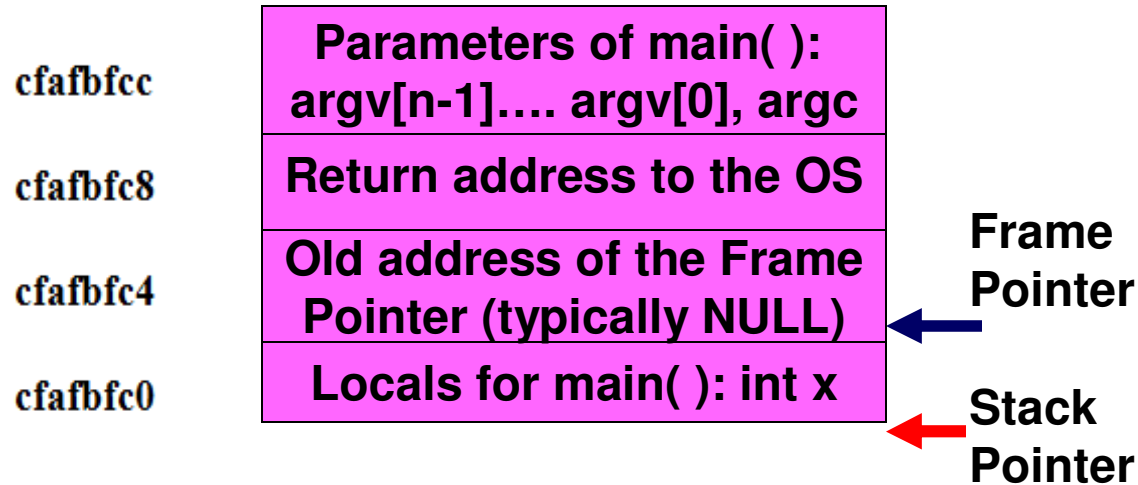 cfafbfcc
Parameters of main( ):
argv[n-1]…. argv[0], argc
cfafbfc8
Return address to the OS
cfafbfc4
Old address of the Frame
Pointer (typically NULL)
Frame
Pointer
cfafbfc0
Locals for main( ): int x
Stack
Pointer